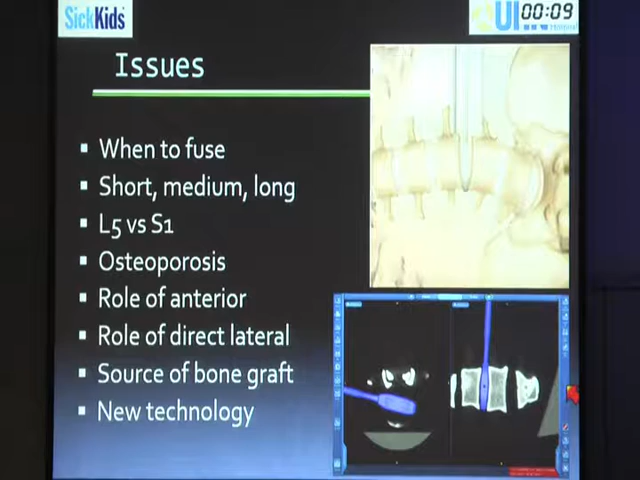 SickKids
UI
00:09
Issues
When to fuse
Short, medium, long
L5 vs S1
Osteoporosis
Role of anterior
Role of direct lateral
Source of bone graft
New technology